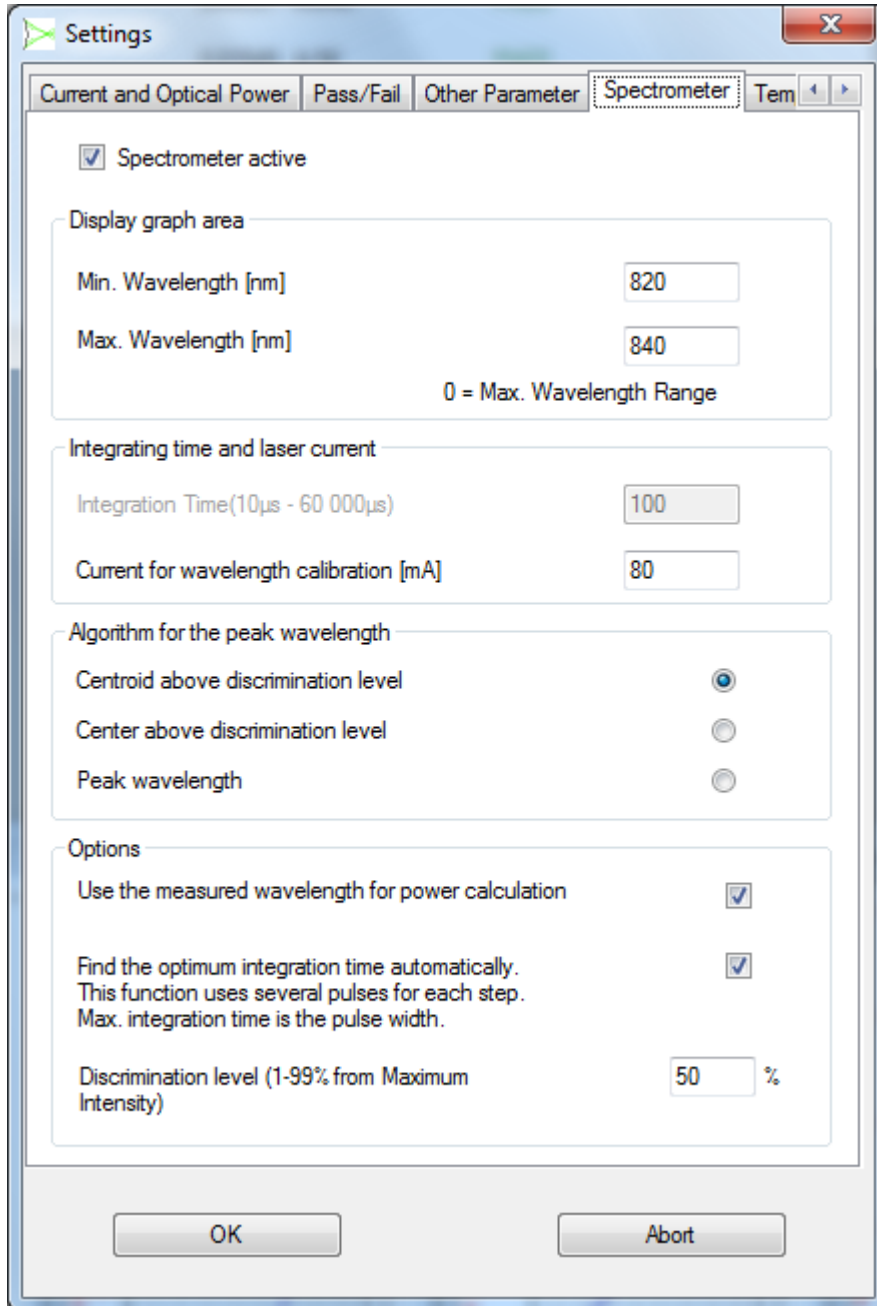 Settings
Current and Optical Power Pass/Fail Other Parameter Spectrometer Tem
Spectrometer active
Display graph area
Min. Wavelength [nm] 820
Max. Wavelength [nm] 840
0 = Max. Wavelength Range
Integrating time and laser current
Integration Time(10µs - 60 000µs) 100
Current for wavelength calibration [mA] 80
Algorithm for the peak wavelength
Centroid above discrimination level
Center above discrimination level
Peak wavelength
Options
Use the measured wavelength for power calculation
Find the optimum integration time automatically.
This function uses several pulses for each step.
Max. integration time is the pulse width.
Discrimination level (1-99% from Maximum 50 %
Intensity)
OK Abort